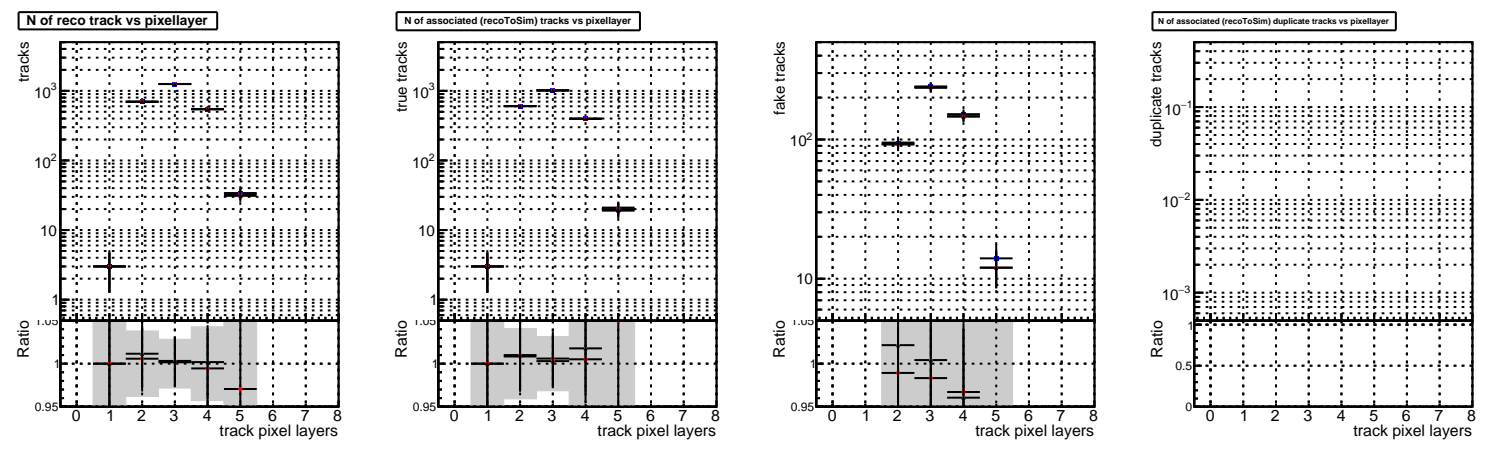 N of reco track vs pixellayer
tracks
10³
10²
10
1
Ratio
1.05
1
0.95
0 1 2 3 4 5 6 7 8
track pixel layers
N of associated (recoToSim) tracks vs pixellayer
true tracks
10³
10²
10
1
Ratio
1.05
1
0.95
0 1 2 3 4 5 6 7 8
track pixel layers
fake tracks
10²
10
Ratio
1.05
1
0.95
0 1 2 3 4 5 6 7 8
track pixel layers
N of associated (recoToSim) duplicate tracks vs pixellayer
duplicate tracks
10⁻¹
10⁻²
10⁻³
Ratio
1
0.5
0
0 1 2 3 4 5 6 7 8
track pixel layers